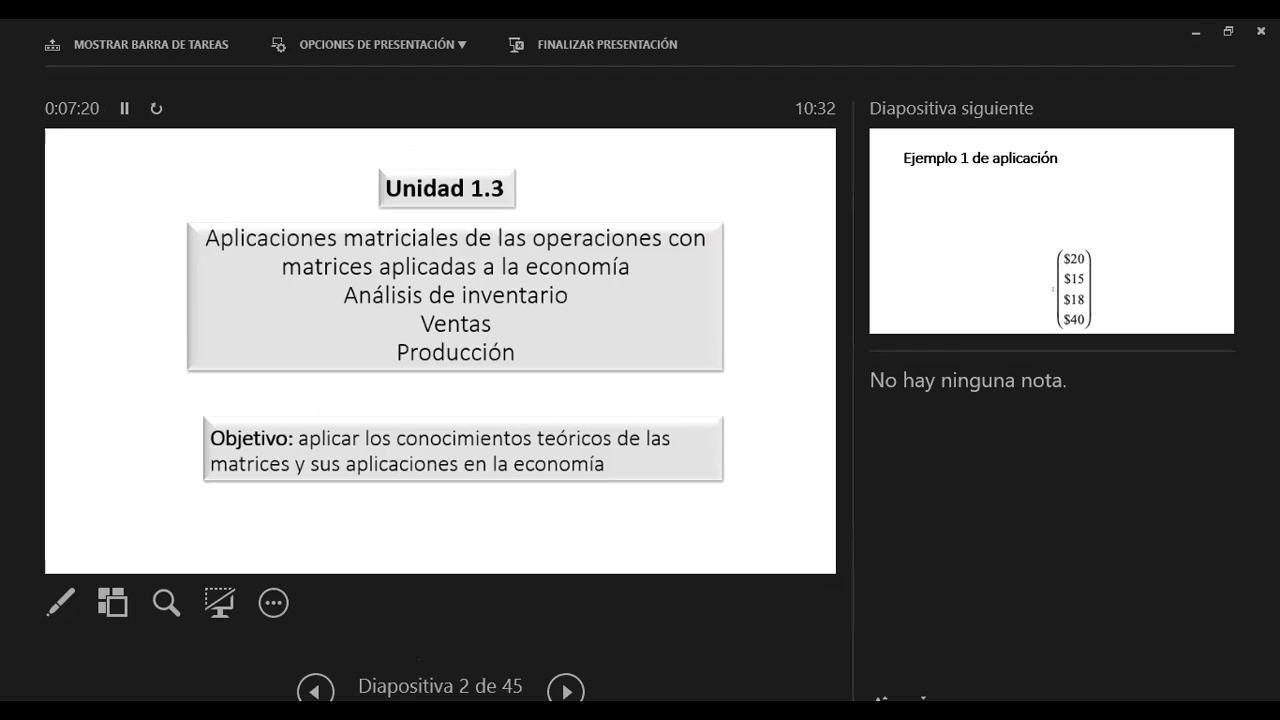 MOSTRAR BARRA DE TAREAS
OPCIONES DE PRESENTACIÓN ▼
FINALIZAR PRESENTACIÓN
0:07:20
10:32
Unidad 1.3
Aplicaciones matriciales de las operaciones con
matrices aplicadas a la economía
Análisis de inventario
Ventas
Producción
Objetivo: aplicar los conocimientos teóricos de las
matrices y sus aplicaciones en la economía
Diapositiva 2 de 45
Diapositiva siguiente
Ejemplo 1 de aplicación
$20
$15
$18
$40
No hay ninguna nota.